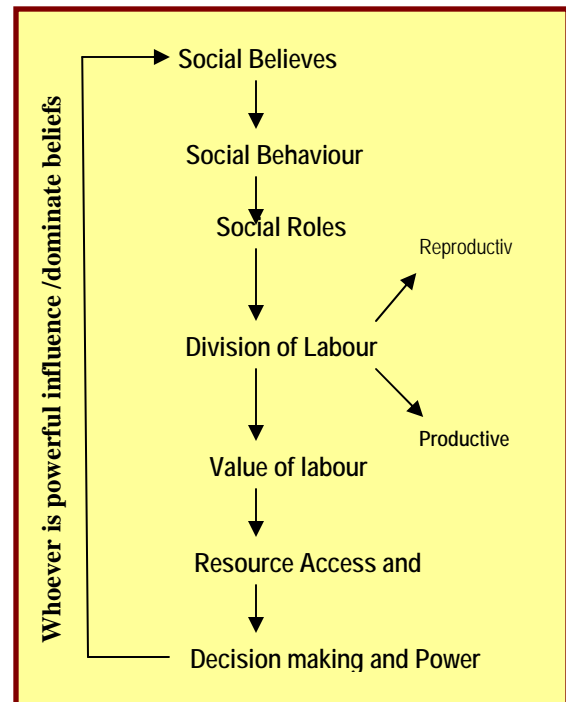 Social Believes
Social Behaviour
Social Roles
Reproductiv
Division of Labour
Productive
Value of labour
Resource Access and
Decision making and Power
Whoever is powerful influence /dominate beliefs